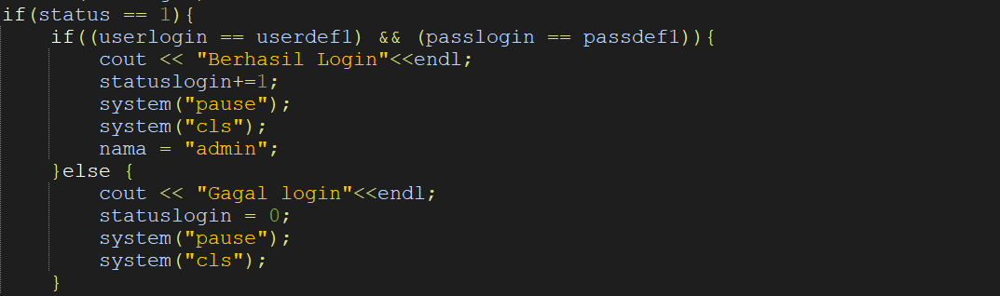 if(status == 1){
    if((userlogin == userdef1) && (passlogin == passdef1)){
        cout << "Berhasil Login"<<endl;
        statuslogin+=1;
        system("pause");
        system("cls");
        nama = "admin";
    }else {
        cout << "Gagal login"<<endl;
        statuslogin = 0;
        system("pause");
        system("cls");
    }